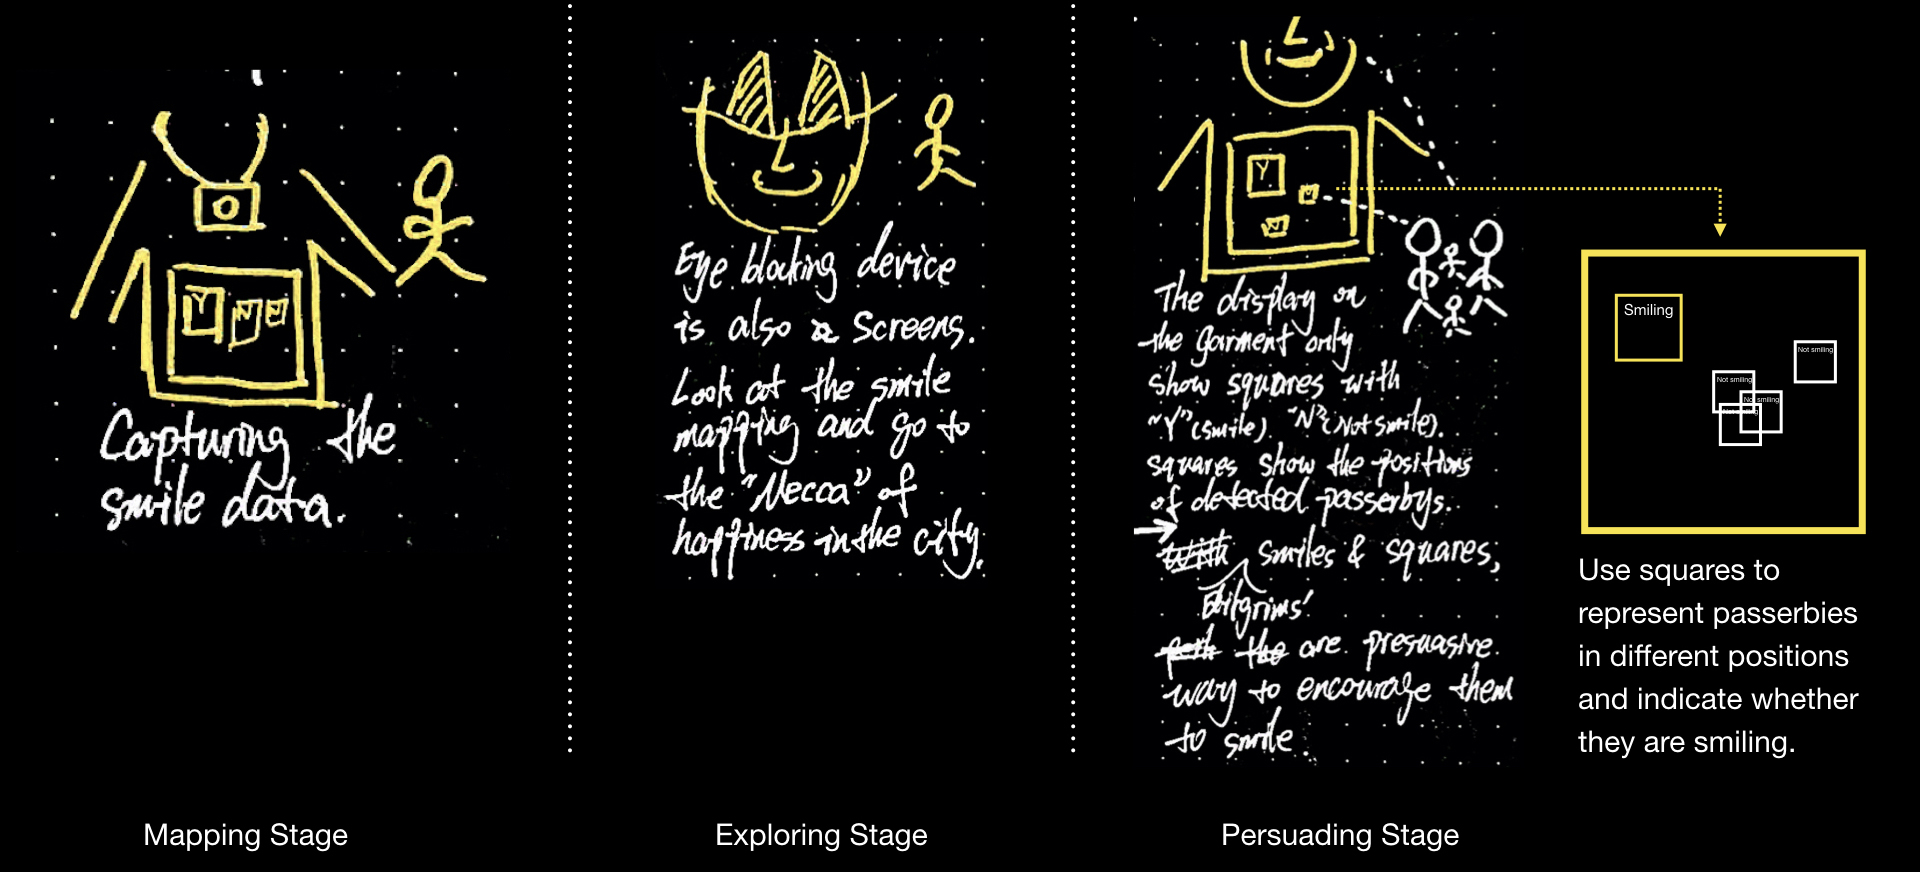 Y N N
Capturing the
smile data.
Mapping Stage
Eye blocking device
is also a Screens.
Look at the smile
mapping and go to
the "Mecca" of
happiness in the city.
Exploring Stage
Y
N
N
The display on
the garment only
show squares with
"Y"(smile). "N"(Not smile).
squares show the positions
of detected passerbys.
→ With smiles & squares,
Pilgrims'
the are presuasive
way to encourage them
to smile.
Persuading Stage
Smiling
Not smiling
Not smiling
Not smiling
Not smiling
Use squares to
represent passerbies
in different positions
and indicate whether
they are smiling.